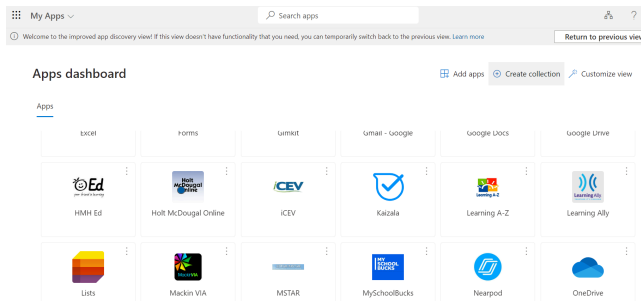 My Apps
Search apps
?
Welcome to the improved app discovery view! If this view doesn't have functionality that you need, you can temporarily switch back to the previous view. Learn more
Return to previous view
Apps dashboard
Add apps
Create collection
Customize view
Apps
Excel
Forms
Gimkit
Gmail - Google
Google Docs
Google Drive
Ed
Holt
McDougal
Online
iCEV
Learning A-Z
Learning Ally
HMH Ed
Holt McDougal Online
iCEV
Kaizala
Learning A-Z
Learning Ally
MackinVIA
MY
SCHOOL
BUCKS
Lists
Mackin VIA
MSTAR
MySchoolBucks
Nearpod
OneDrive